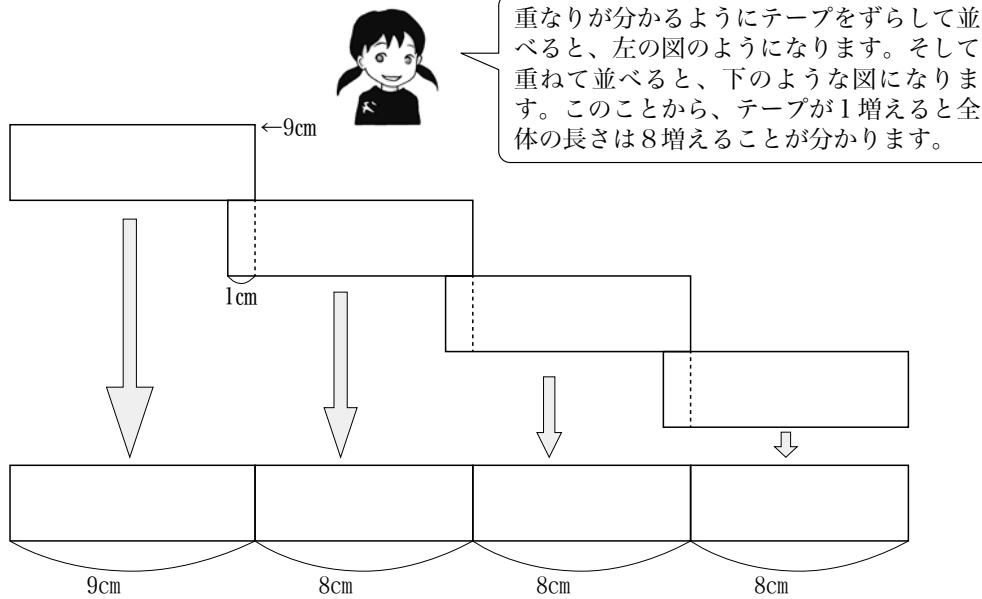 重なりが分かるようにテープをずらして並
べると、左の図のようになります。そして
重ねて並べると、下のような図になりま
す。このことから、テープが1増えると全
体の長さは8増えることが分かります。
←9㎝
1㎝
9㎝ 8㎝ 8㎝ 8㎝